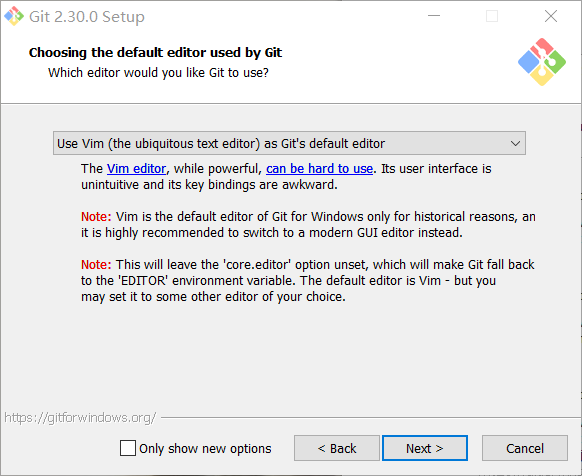 Git 2.30.0 Setup
Choosing the default editor used by Git
Which editor would you like Git to use?
Use Vim (the ubiquitous text editor) as Git's default editor
The Vim editor, while powerful, can be hard to use. Its user interface is
unintuitive and its key bindings are awkward.
Note: Vim is the default editor of Git for Windows only for historical reasons, an
it is highly recommended to switch to a modern GUI editor instead.
Note: This will leave the 'core.editor' option unset, which will make Git fall back
to the 'EDITOR' environment variable. The default editor is Vim - but you
may set it to some other editor of your choice.
https://gitforwindows.org/
Only show new options
< Back
Next >
Cancel